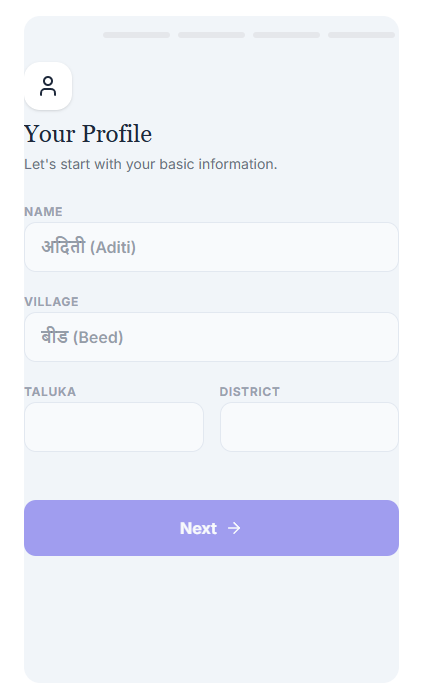 Your Profile
Let's start with your basic information.
NAME
अदिती (Aditi)
VILLAGE
बीड (Beed)
TALUKA DISTRICT
Next